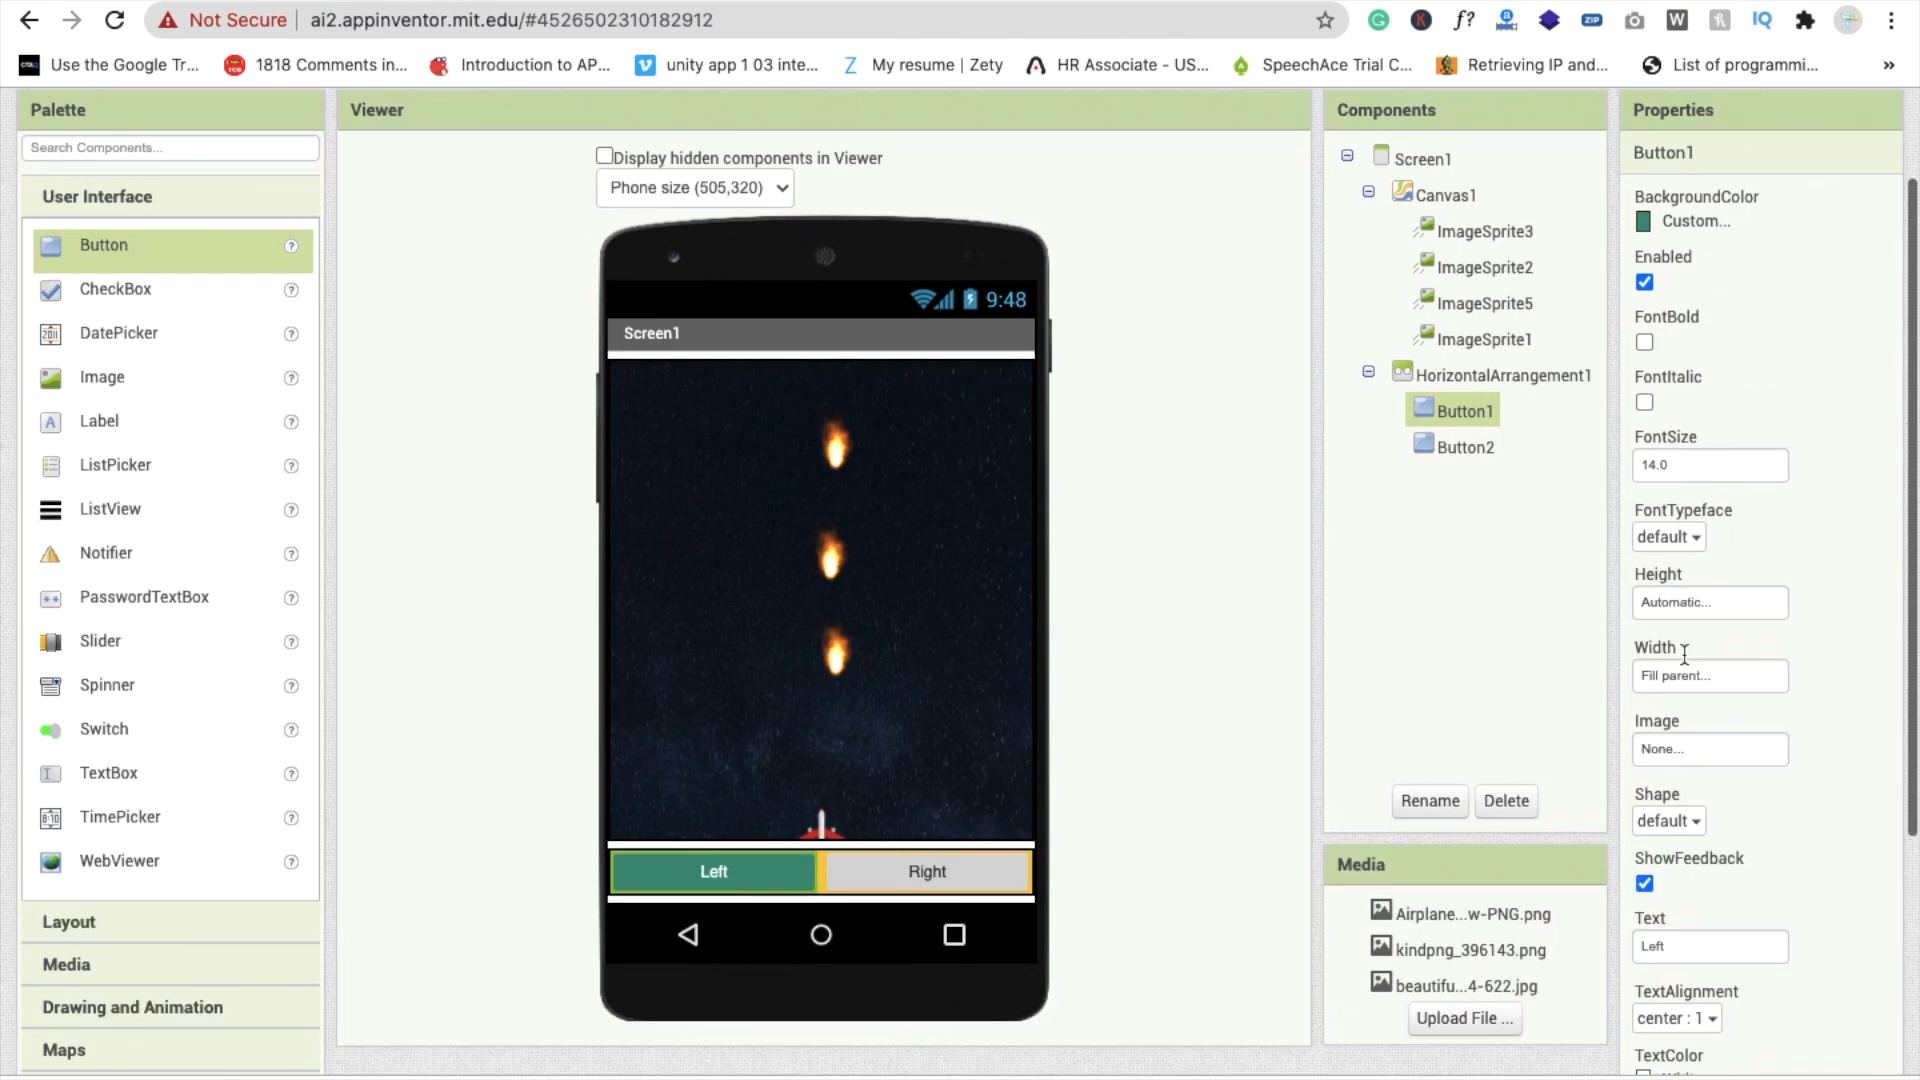 Not Secure
ai2.appinventor.mit.edu/#4526502310182912
Use the Google Tr...
1818 Comments in...
Introduction to AP...
unity app 1 03 inte...
My resume | Zety
HR Associate - US...
SpeechAce Trial C...
Retrieving IP and...
List of programmi...
»
Palette
Search Components...
User Interface
Button
CheckBox
DatePicker
Image
Label
ListPicker
ListView
Notifier
PasswordTextBox
Slider
Spinner
Switch
TextBox
TimePicker
WebViewer
Layout
Media
Drawing and Animation
Maps
Viewer
Display hidden components in Viewer
Phone size (505,320)
9:48
Screen1
Left
Right
Components
Screen1
Canvas1
ImageSprite3
ImageSprite2
ImageSprite5
ImageSprite1
HorizontalArrangement1
Button1
Button2
Rename
Delete
Media
Airplane...w-PNG.png
kindpng_396143.png
beautifu...4-622.jpg
Upload File ...
Properties
Button1
BackgroundColor
Custom...
Enabled
FontBold
FontItalic
FontSize
14.0
FontTypeface
default
Height
Automatic...
Width
Fill parent...
Image
None...
Shape
default
ShowFeedback
Text
Left
TextAlignment
center : 1
TextColor